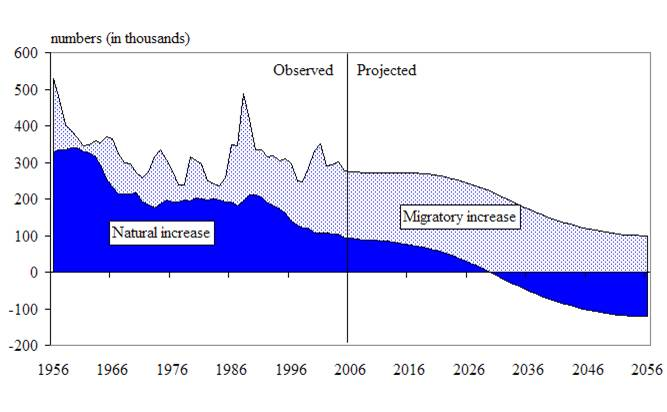 numbers (in thousands)
600
Observed Projected
500
400
300
200
Migratory increase
Natural increase
100
0
-100
-200
1956 1966 1976 1986 1996 2006 2016 2026 2036 2046 2056